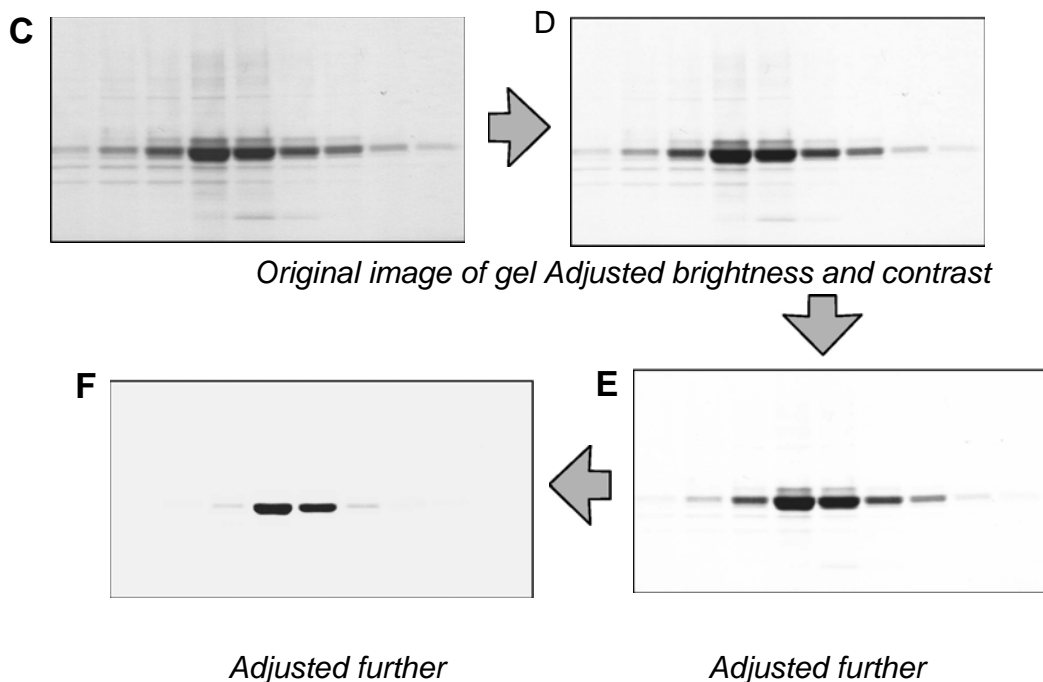 C D
Original image of gel Adjusted brightness and contrast
F E
Adjusted further Adjusted further